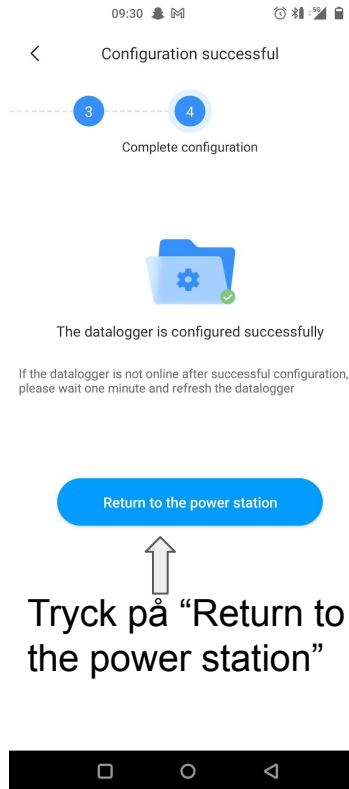 09:30
5G
Configuration successful
3
4
Complete configuration
The datalogger is configured successfully
If the datalogger is not online after successful configuration,
please wait one minute and refresh the datalogger
Return to the power station
Tryck på “Return to
the power station”